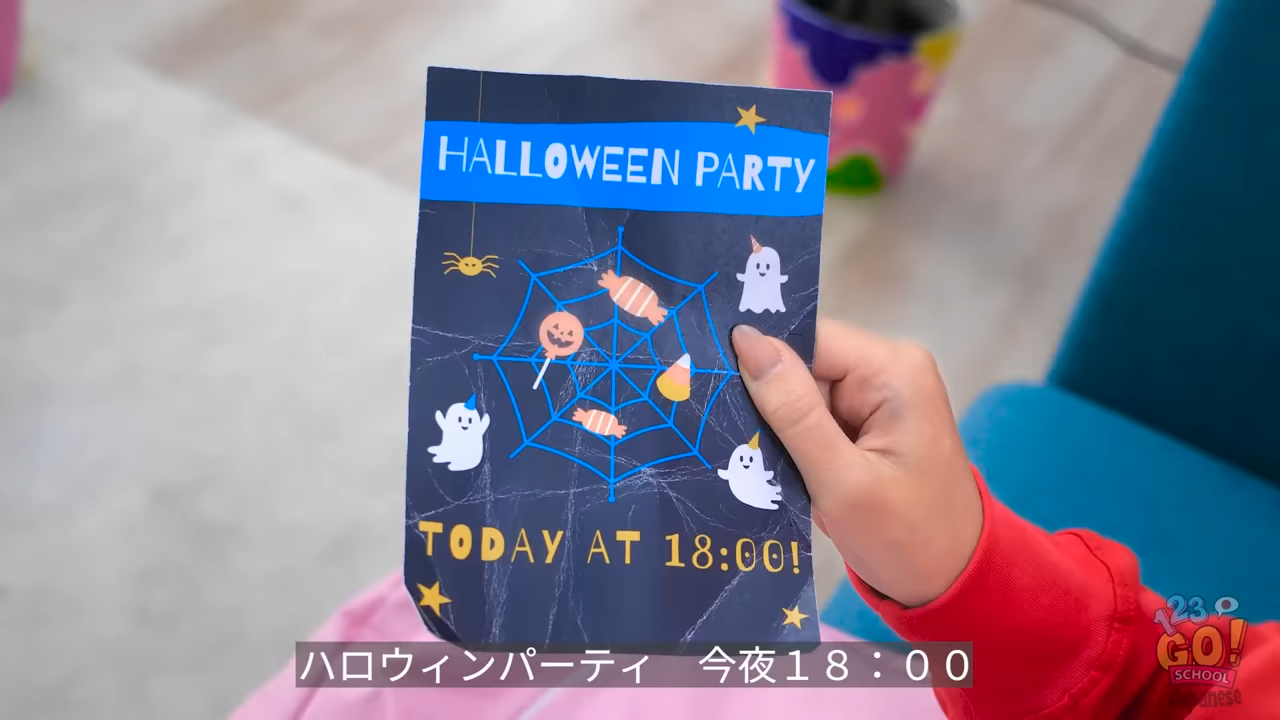 HALLOWEEN PARTY
TODAY AT 18:00!
ハロウィンパーティ　今夜１８：００
123 GO!
SCHOOL
Japanese